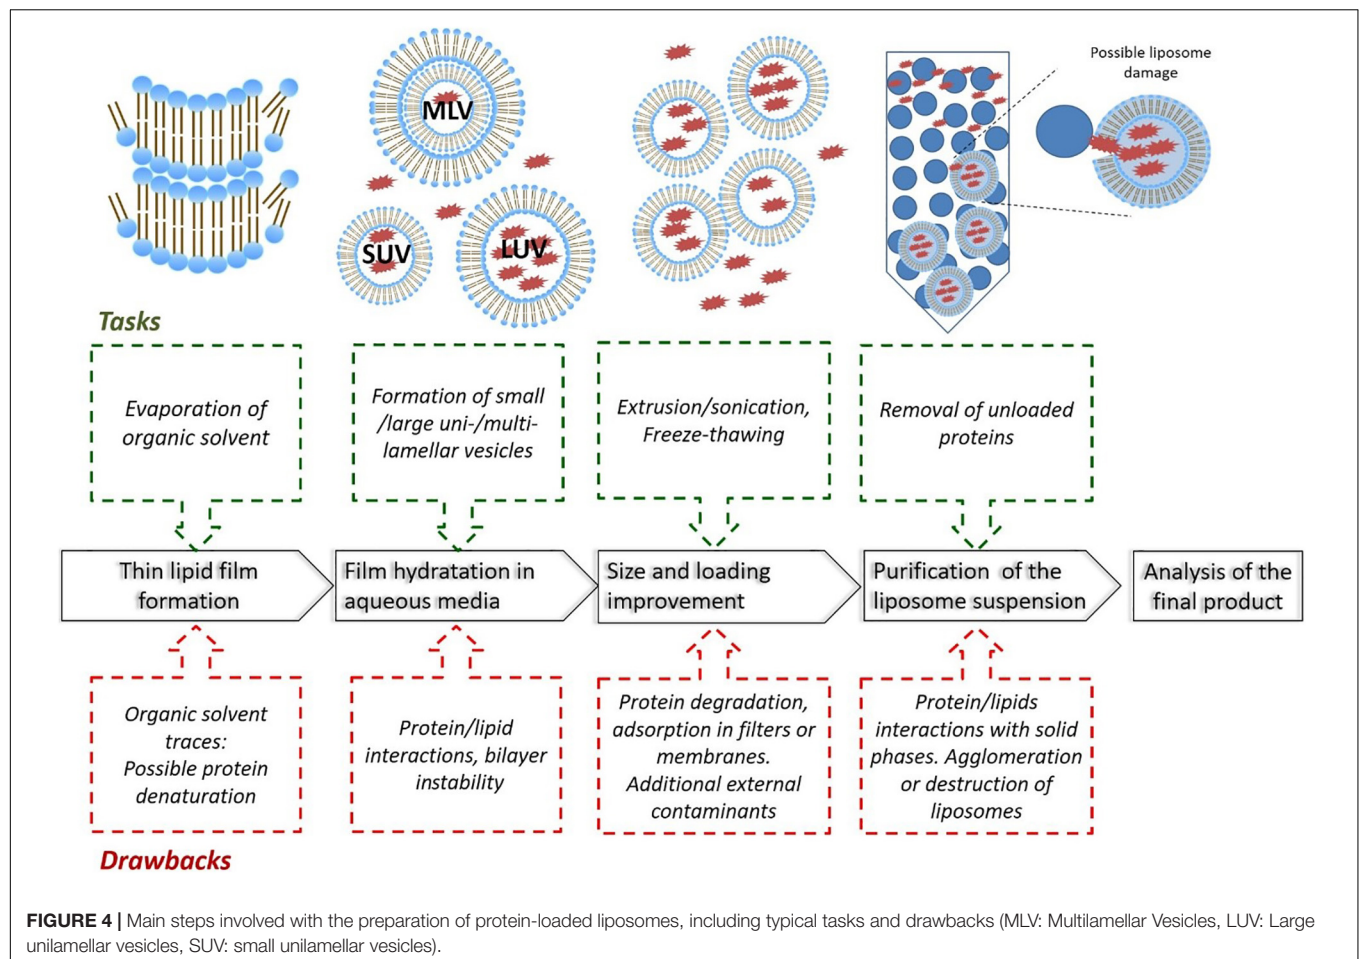 Possible liposome
damage
MLV
SUV
LUV
Tasks
Evaporation of
organic solvent
Formation of small
/large uni-/multi-
lamellar vesicles
Extrusion/sonication,
Freeze-thawing
Removal of unloaded
proteins
Thin lipid film
formation
Film hydratation in
aqueous media
Size and loading
improvement
Purification of the
liposome suspension
Analysis of the
final product
Organic solvent
traces:
Possible protein
denaturation
Protein/lipid
interactions, bilayer
instability
Protein degradation,
adsorption in filters or
membranes.
Additional external
contaminants
Protein/lipids
interactions with solid
phases. Agglomeration
or destruction of
liposomes
Drawbacks
FIGURE 4 | Main steps involved with the preparation of protein-loaded liposomes, including typical tasks and drawbacks (MLV: Multilamellar Vesicles, LUV: Large
unilamellar vesicles, SUV: small unilamellar vesicles).